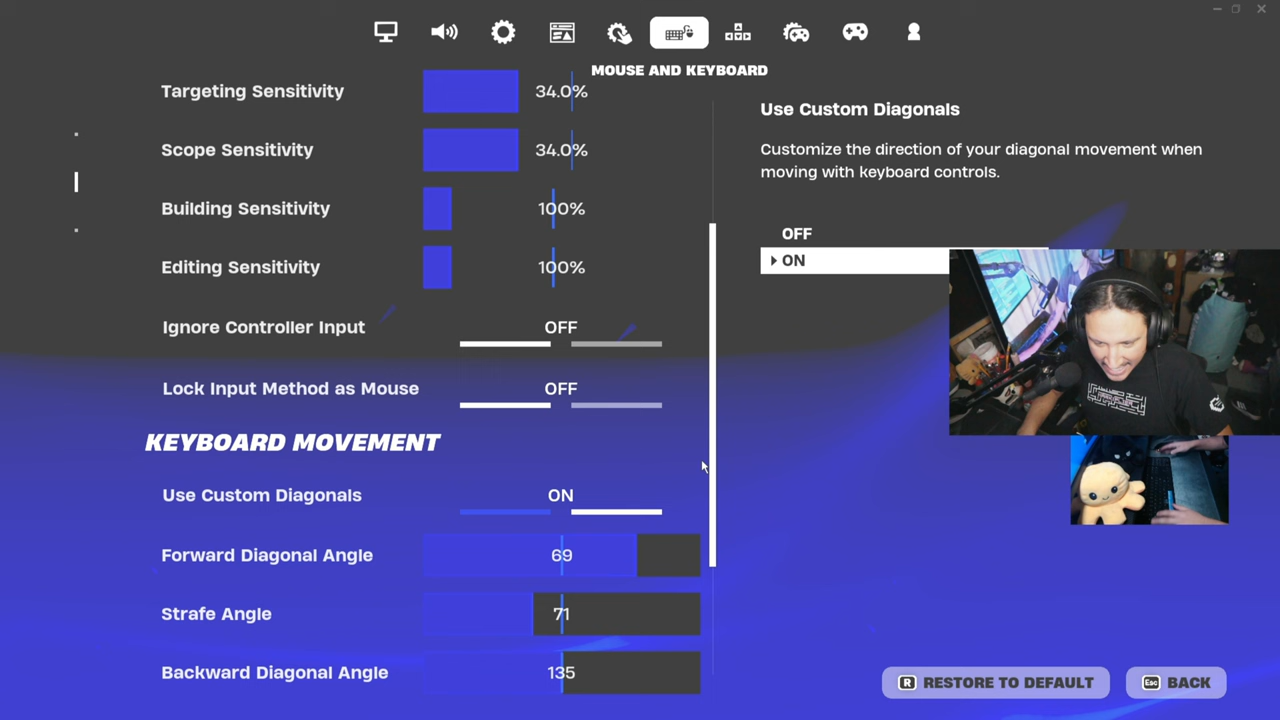 MOUSE AND KEYBOARD
Targeting Sensitivity 34.0%
Scope Sensitivity 34.0%
Building Sensitivity 100%
Editing Sensitivity 100%
Ignore Controller Input OFF
Lock Input Method as Mouse OFF
KEYBOARD MOVEMENT
Use Custom Diagonals ON
Forward Diagonal Angle 69
Strafe Angle 71
Backward Diagonal Angle 135
Use Custom Diagonals
Customize the direction of your diagonal movement when
moving with keyboard controls.
OFF
ON
R RESTORE TO DEFAULT
Esc BACK